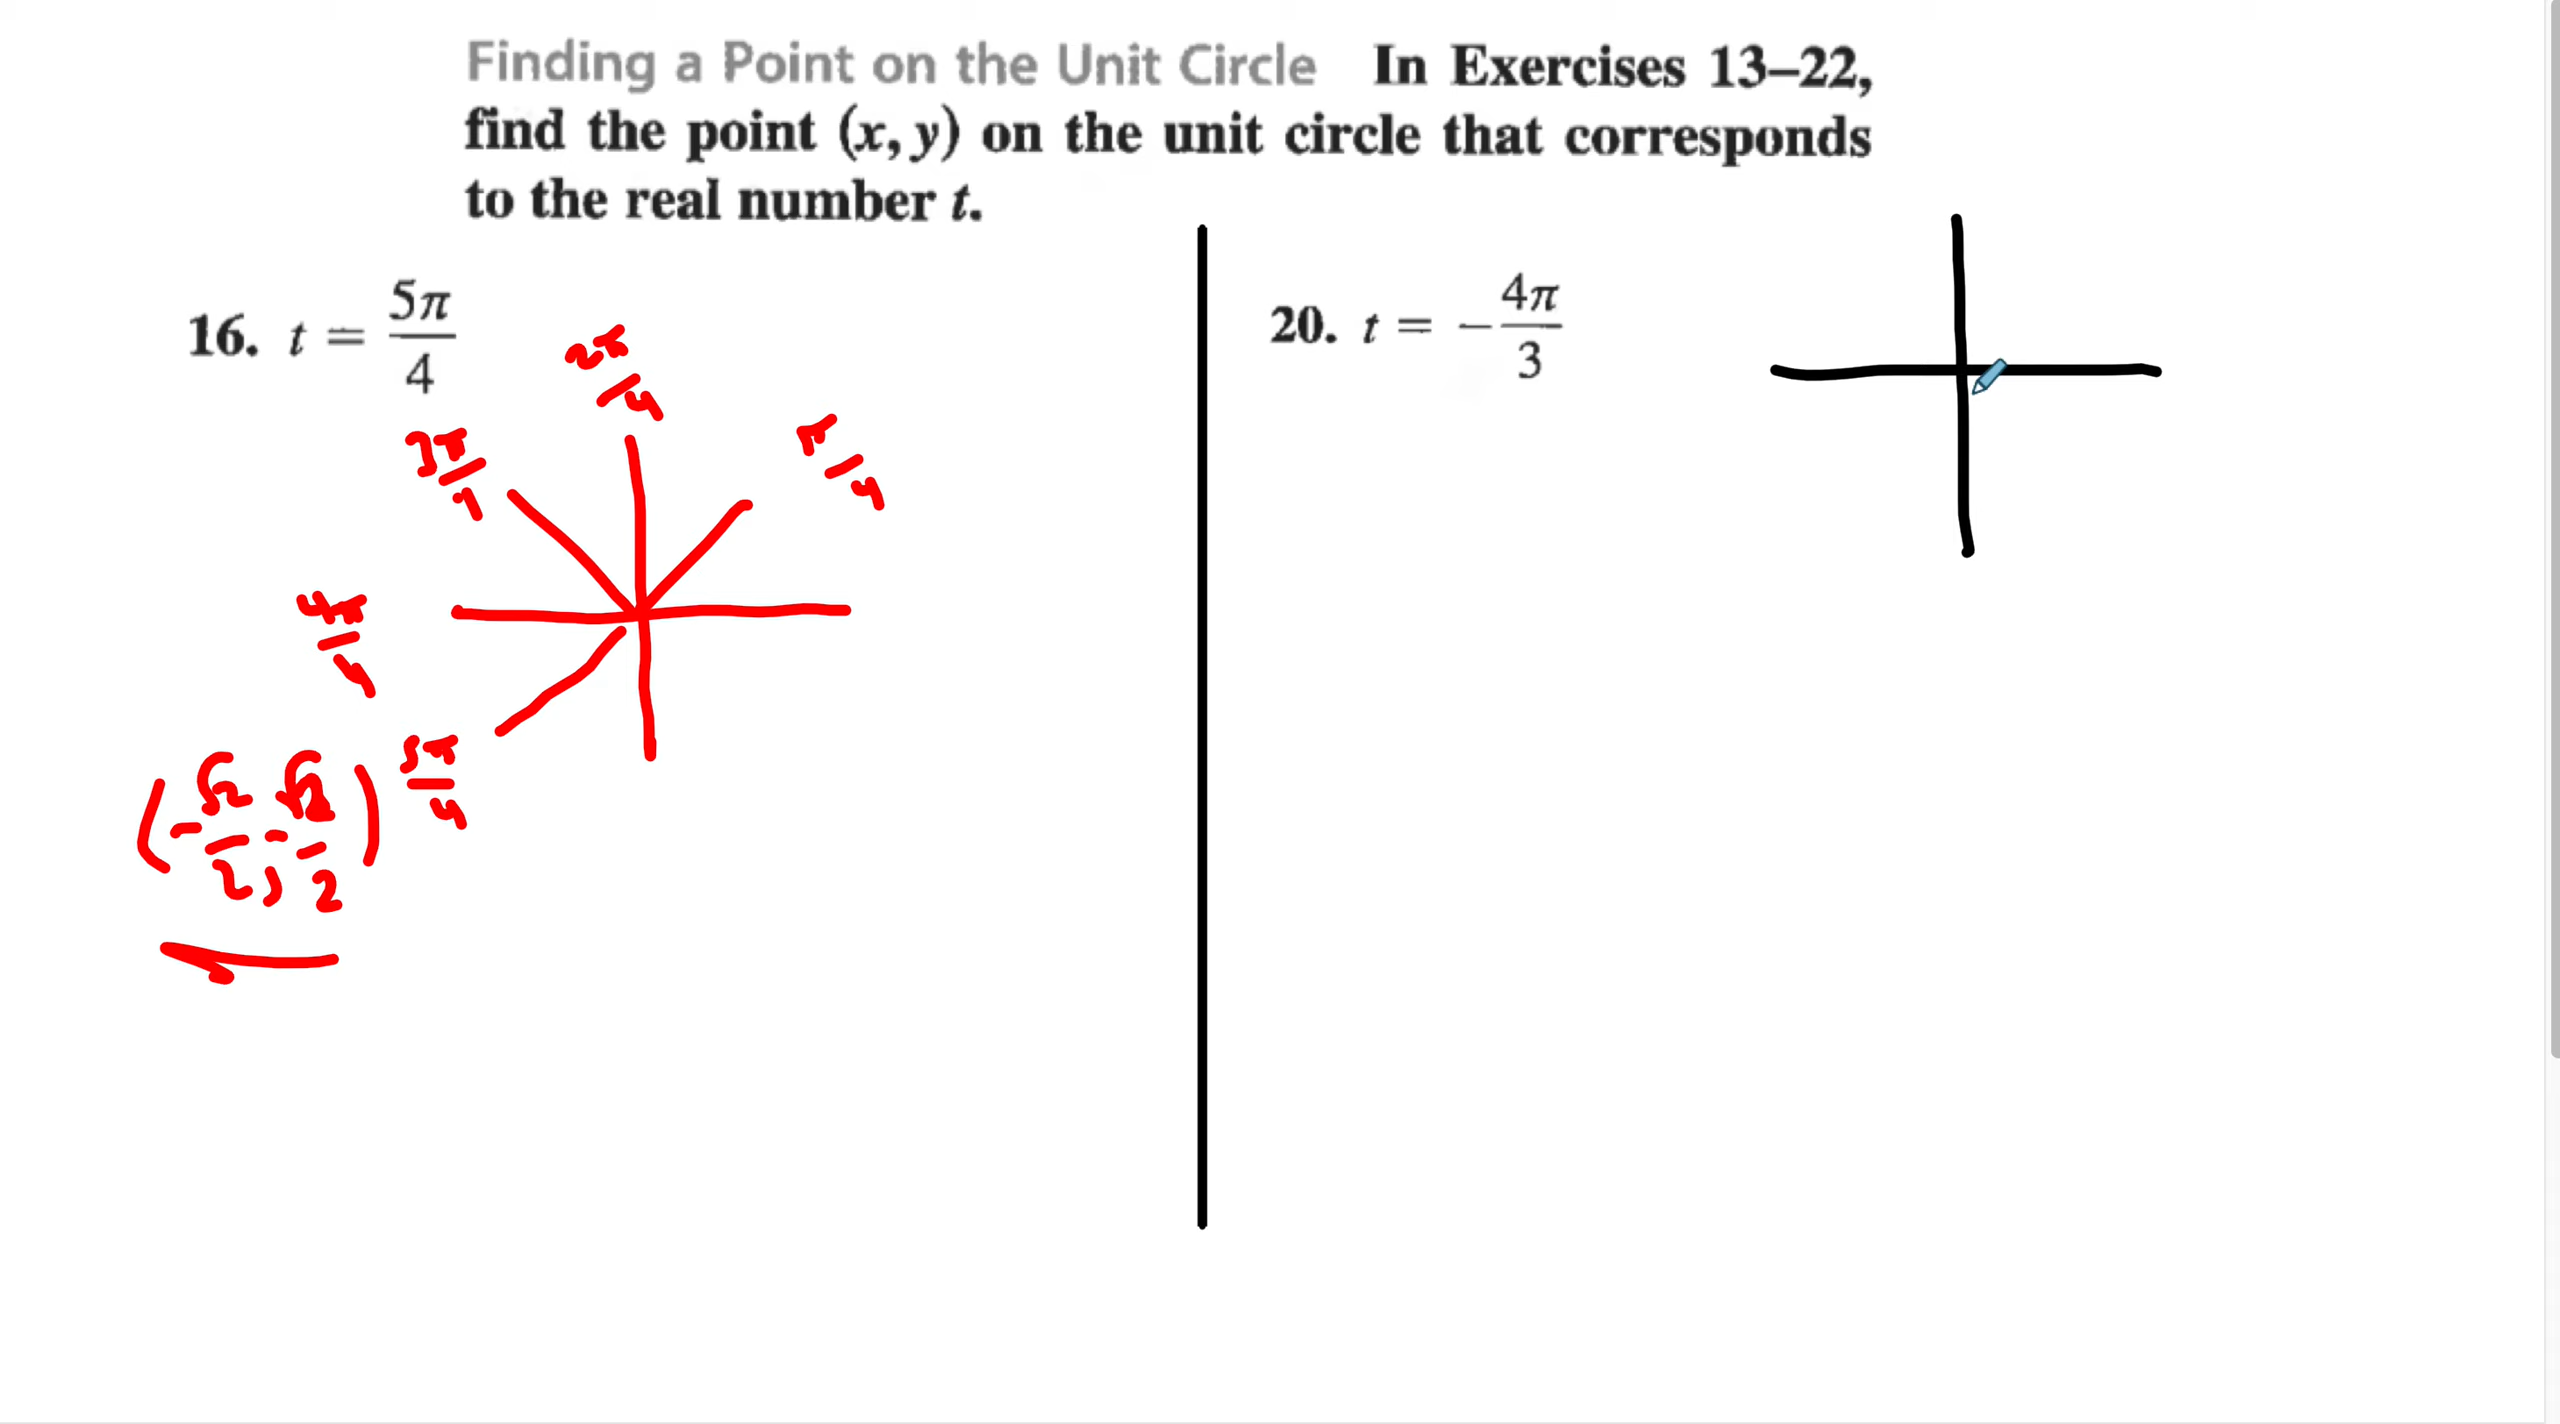 Finding a Point on the Unit Circle In Exercises 13–22,
find the point (x, y) on the unit circle that corresponds
to the real number t.
16. t = 5π/4
20. t = −4π/3
2π/4
π/4
3π/4
4π/4
5π/4
(-√2/2, -√2/2)